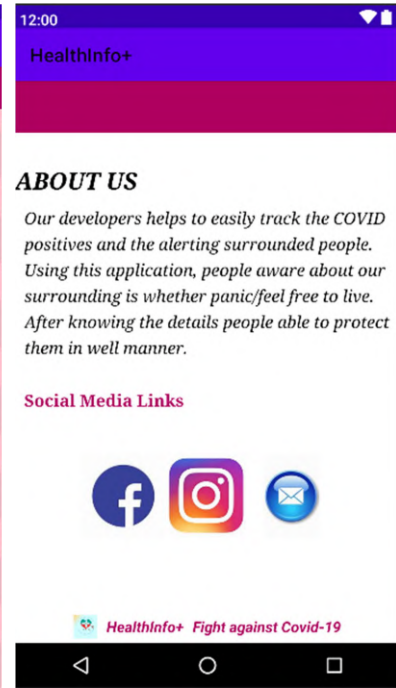 12:00
HealthInfo+
ABOUT US
Our developers helps to easily track the COVID
positives and the alerting surrounded people.
Using this application, people aware about our
surrounding is whether panic/feel free to live.
After knowing the details people able to protect
them in well manner.
Social Media Links
HealthInfo+ Fight against Covid-19